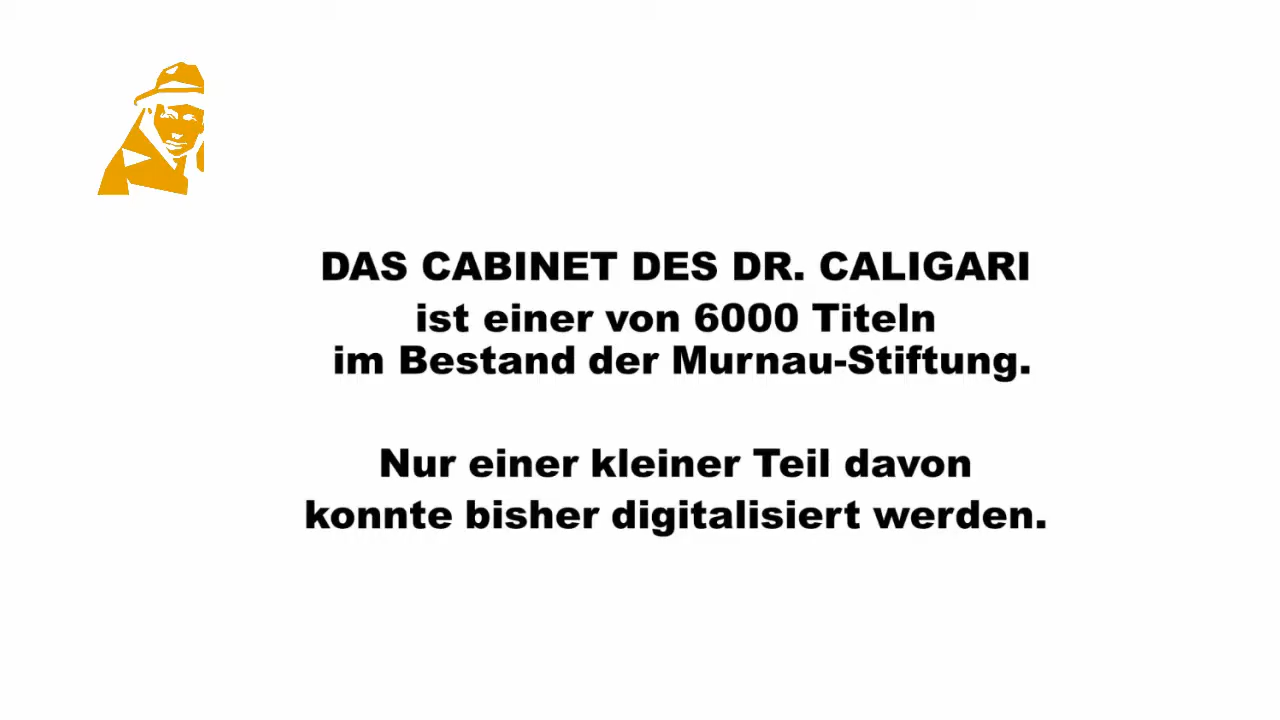 DAS CABINET DES DR. CALIGARI
ist einer von 6000 Titeln
im Bestand der Murnau-Stiftung.
Nur einer kleiner Teil davon
konnte bisher digitalisiert werden.